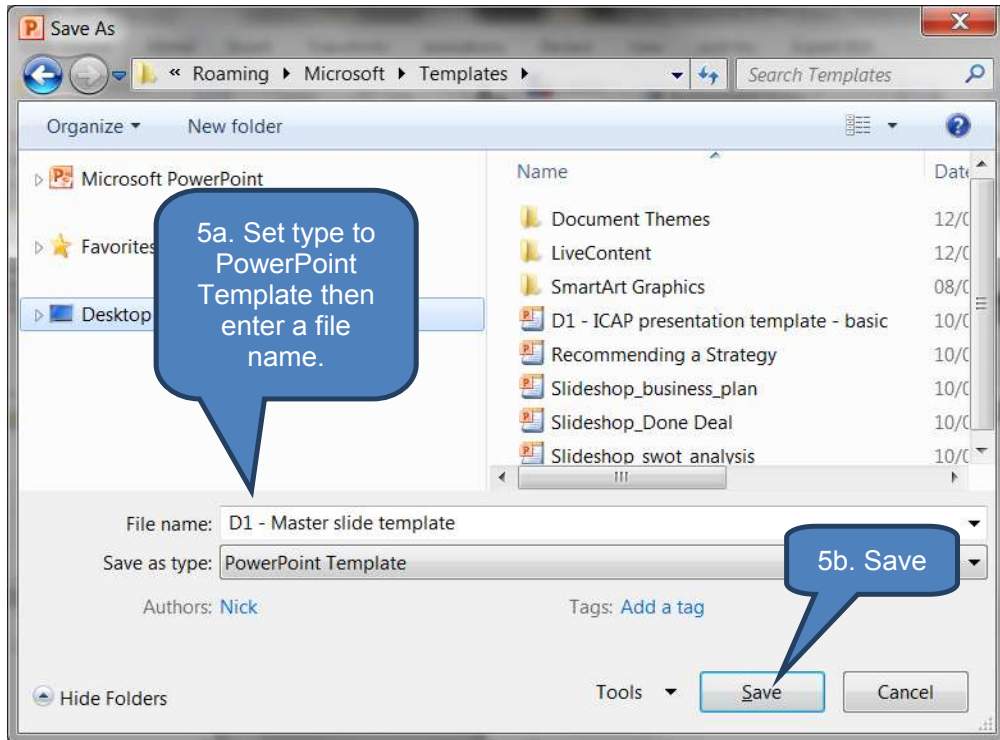 Save As
« Roaming ▸ Microsoft ▸ Templates ▸
Search Templates
Organize
New folder
Microsoft PowerPoint
Favorites
Desktop
5a. Set type to
PowerPoint
Template then
enter a file
name.
Name
Date
Document Themes
12/0
LiveContent
12/0
SmartArt Graphics
08/0
D1 - ICAP presentation template - basic
10/0
Recommending a Strategy
10/0
Slideshop_business_plan
10/0
Slideshop_Done Deal
10/0
Slideshop_swot_analysis
10/0
File name: D1 - Master slide template
Save as type: PowerPoint Template
5b. Save
Authors: Nick
Tags: Add a tag
Hide Folders
Tools
Save
Cancel